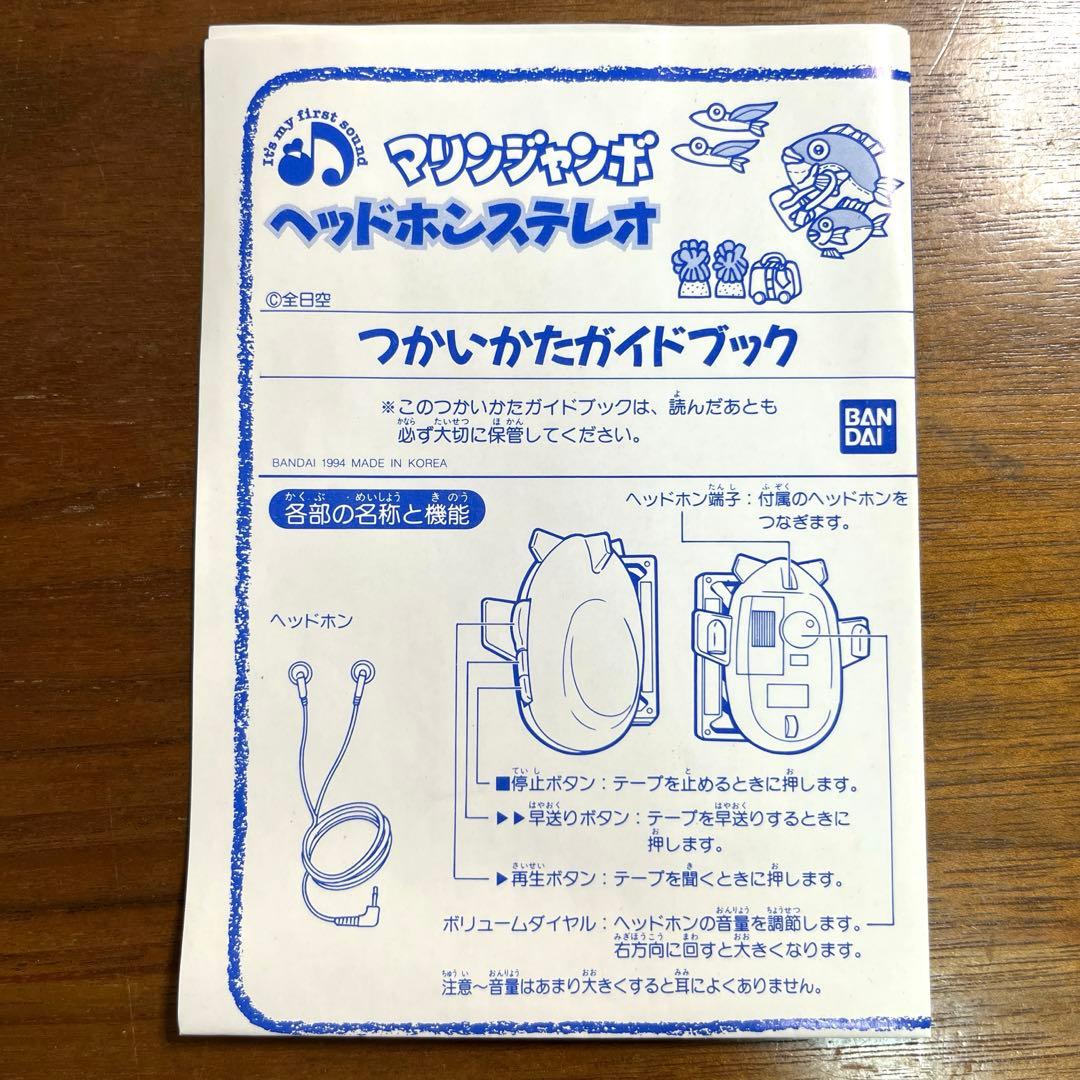 It's my first sound
マリンジャンボ
ヘッドホンステレオ
©全日空
つかいかたガイドブック
※このつかいかたガイドブックは、読んだあとも
必ず大切に保管してください。
BAN
DAI
BANDAI 1994 MADE IN KOREA
各部の名称と機能
ヘッドホン端子：付属のヘッドホンを
つなぎます。
ヘッドホン
■停止ボタン：テープを止めるときに押します。
▶▶早送りボタン：テープを早送りするときに
押します。
▶再生ボタン：テープを聞くときに押します。
ボリュームダイヤル：ヘッドホンの音量を調節します。
右方向に回すと大きくなります。
注意～音量はあまり大きくすると耳によくありません。